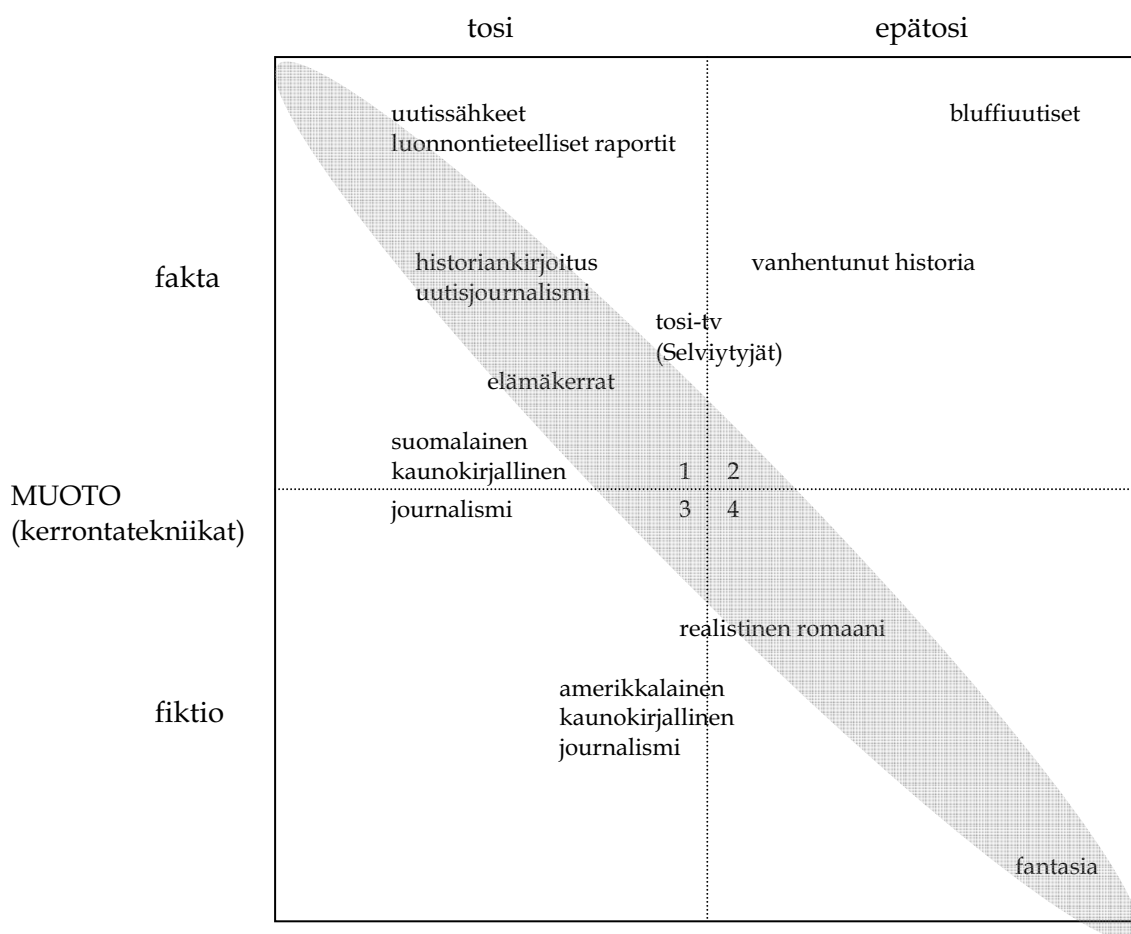 tosi
epätosi
uutissähkeet
luonnontieteelliset raportit
bluffiuutiset
fakta
historiankirjoitus
uutisjournalismi
vanhentunut historia
tosi-tv
(Selviytyjät)
elämäkerrat
suomalainen
kaunokirjallinen
1 2
MUOTO
(kerrontatekniikat)
journalismi
3 4
realistinen romaani
fiktio
amerikkalainen
kaunokirjallinen
journalismi
fantasia